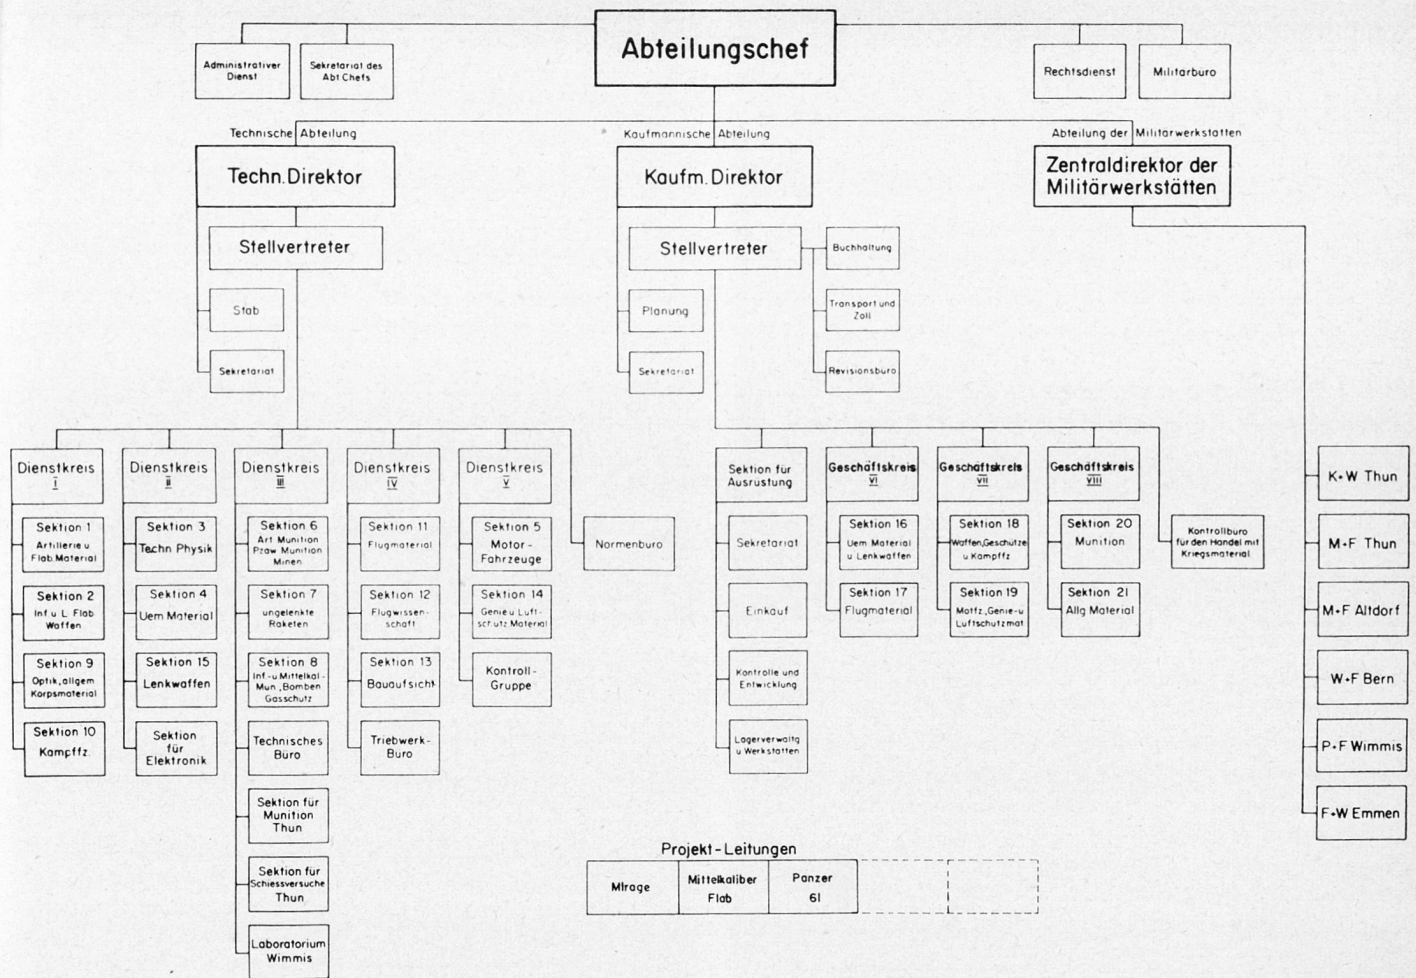 Abteilungschef
Administrativer
Dienst
Sekretariat des
Abt Chefs
Rechtsdienst
Militarburo
Technische Abteilung
Kaufmannische Abteilung
Abteilung der Militarwerkstatten
Techn. Direktor
Kaufm. Direktor
Zentraldirektor der
Militärwerkstätten
Stellvertreter
Stab
Sekretariat
Stellvertreter
Buchhaltung
Planung
Transport und
Zoll
Sekretariat
Revisionsburo
Dienstkreis
I
Sektion 1
Artillerie u
Flab. Material
Sektion 2
Inf. u L. Flab
Waffen
Sektion 9
Optik, allgem
Korpsmaterial
Sektion 10
Kampffz.
Dienstkreis
II
Sektion 3
Techn Physik
Sektion 4
Uem Material
Sektion 15
Lenkwaffen
Sektion
für
Elektronik
Dienstkreis
III
Sektion 6
Art Munition
Pzaw Munition
Minen
Sektion 7
ungelenkte
Raketen
Sektion 8
Inf.-u Mittelkal-
Mun, Bomben
Gasschutz
Technisches
Büro
Sektion für
Munition
Thun
Sektion für
Schiessversuche
Thun
Laboratorium
Wimmis
Dienstkreis
IV
Sektion 11
Flugmaterial
Sektion 12
Flugwissen-
schaft
Sektion 13
Bauaufsicht
Triebwerk-
Büro
Dienstkreis
V
Sektion 5
Motor-
Fahrzeuge
Sektion 14
Genie u Luft-
schutz Material
Kontroll-
Gruppe
Normenburo
Sektion für
Ausrustung
Sekretariat
Einkauf
Kontrolle und
Entwicklung
Lagerverwaltg
u Werkstatten
Geschäftskreis
VI
Sektion 16
Uem Material
u Lenkwaffen
Sektion 17
Flugmaterial
Geschäftskreis
VII
Sektion 18
Waffen, Geschütze
u Kampffz
Sektion 19
Motfz, Genie-u
Luftschutzmat
Geschäftskreis
VIII
Sektion 20
Munition
Sektion 21
Allg Material
Kontrollburo
für den Handel mit
Kriegsmaterial
K+W Thun
M+F Thun
M+F Altdorf
W+F Bern
P+F Wimmis
F+W Emmen
Projekt-Leitungen
Mirage
Mittelkaliber
Flab
Panzer
61